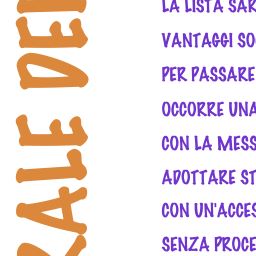 RALE DEL
LA LISTA SAR
VANTAGGI SO
PER PASSARE
OCCORRE UNA
CON LA MESS
ADOTTARE ST
CON UN'ACCES
SENZA PROCE